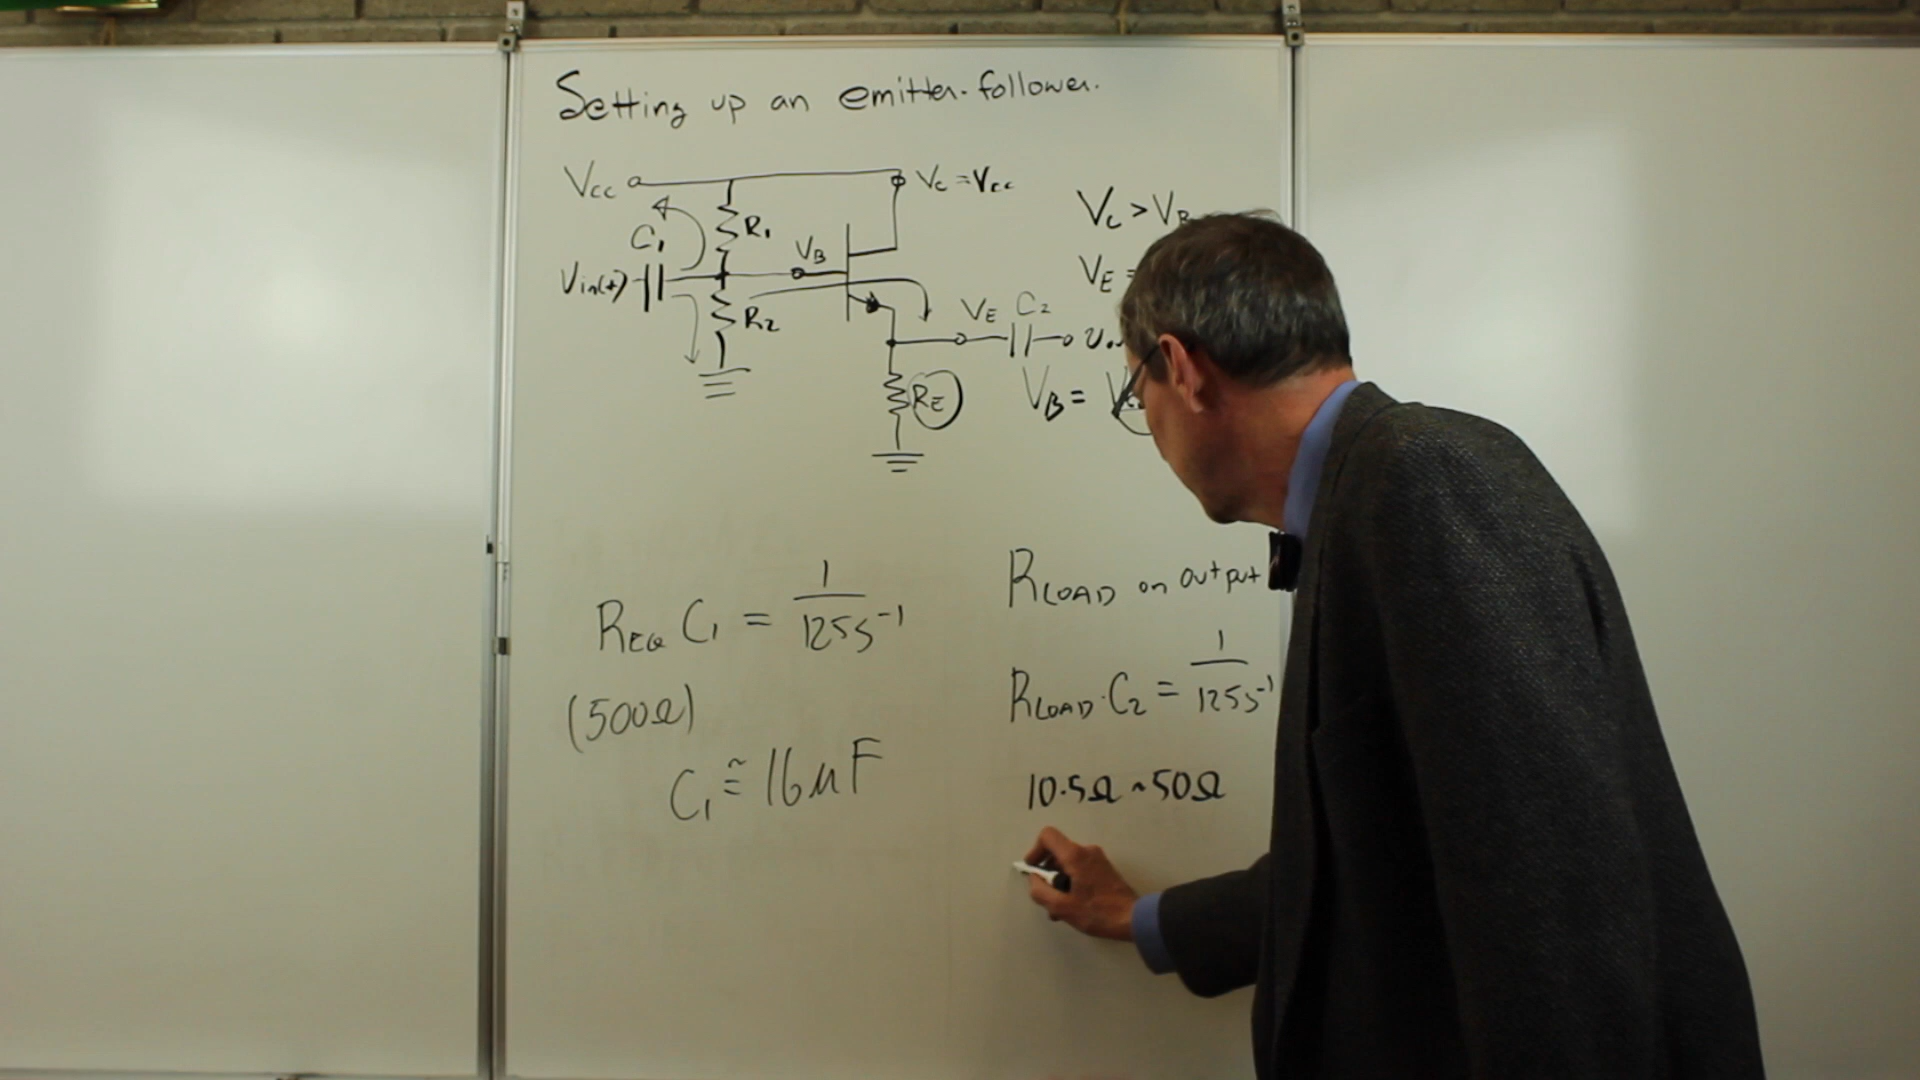 Setting up an emitter-follower.
Vcc
Vc = Vcc
Vc > VB
C1
R1
VB
Vin(t)
VE =
R2
VE C2
RE
VB =
RLOAD on output
REQ C1 = 1/125s⁻¹
RLOAD · C2 = 1/125s⁻¹
(500Ω)
C1 ≅ 16μF
10·5Ω ~ 50Ω